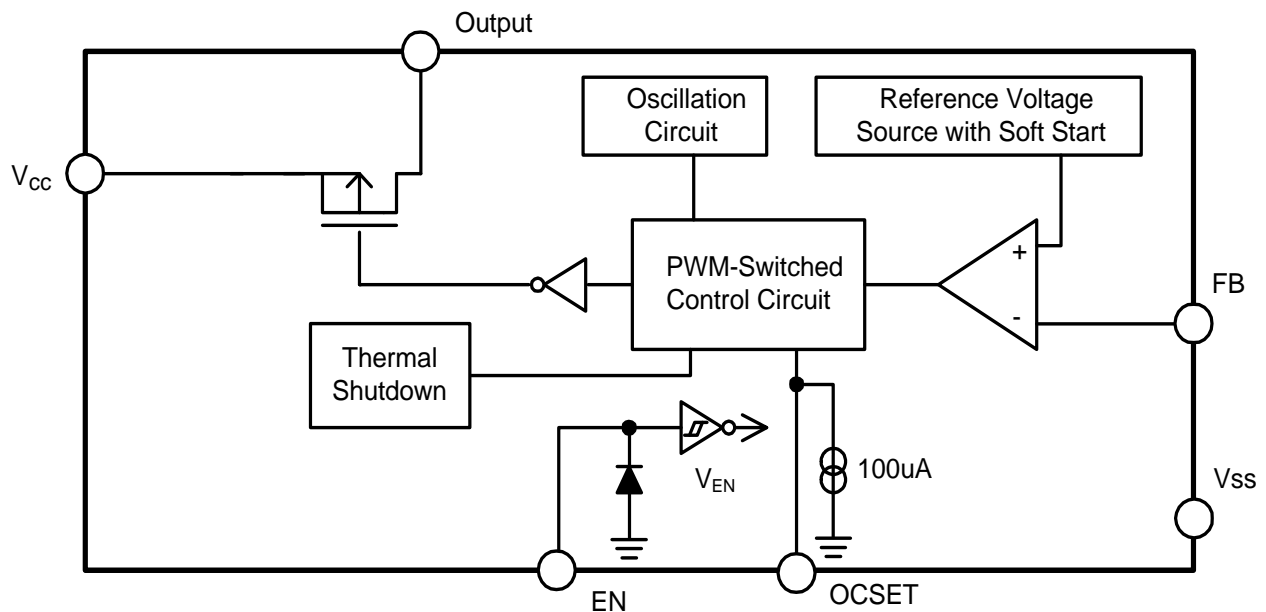 Output
Oscillation
Circuit
Reference Voltage
Source with Soft Start
Vcc
+
-
PWM-Switched
Control Circuit
FB
Thermal
Shutdown
VEN
100uA
Vss
EN
OCSET